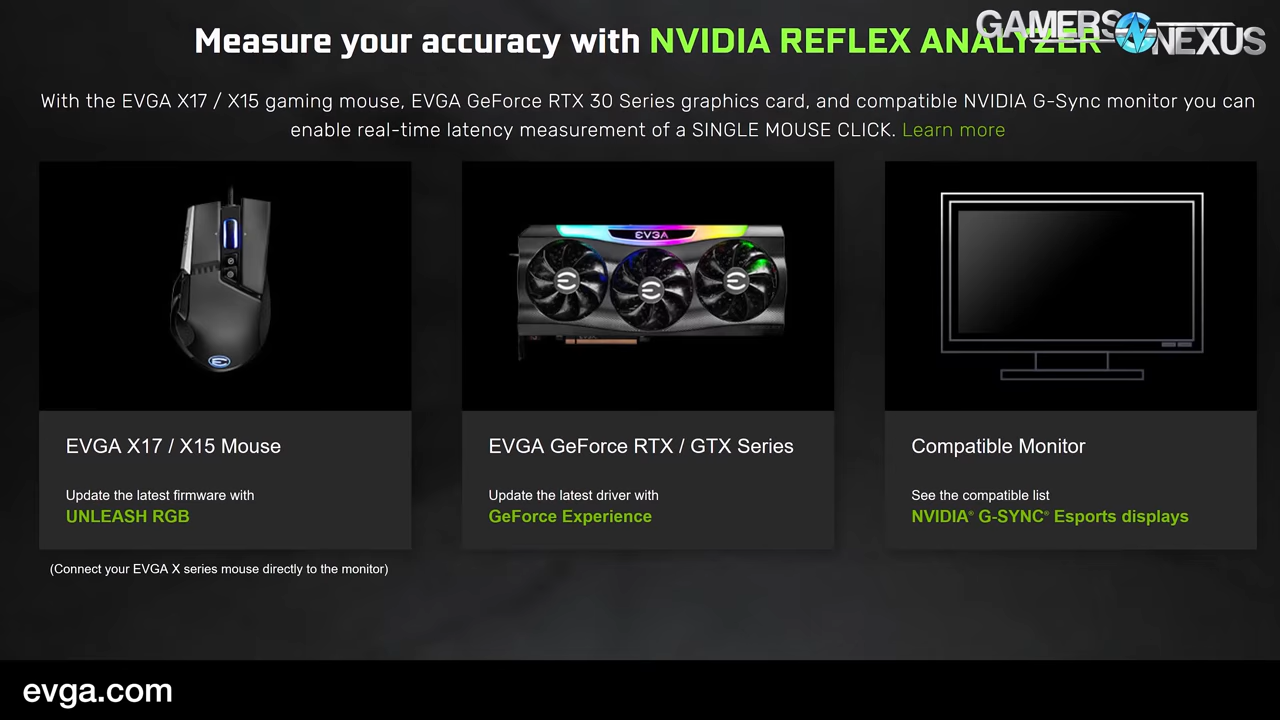 GAMERS NEXUS
Measure your accuracy with NVIDIA REFLEX ANALYZER
With the EVGA X17 / X15 gaming mouse, EVGA GeForce RTX 30 Series graphics card, and compatible NVIDIA G-Sync monitor you can
enable real-time latency measurement of a SINGLE MOUSE CLICK. Learn more
EVGA
EVGA X17 / X15 Mouse
Update the latest firmware with
UNLEASH RGB
(Connect your EVGA X series mouse directly to the monitor)
EVGA GeForce RTX / GTX Series
Update the latest driver with
GeForce Experience
Compatible Monitor
See the compatible list
NVIDIA® G-SYNC® Esports displays
evga.com